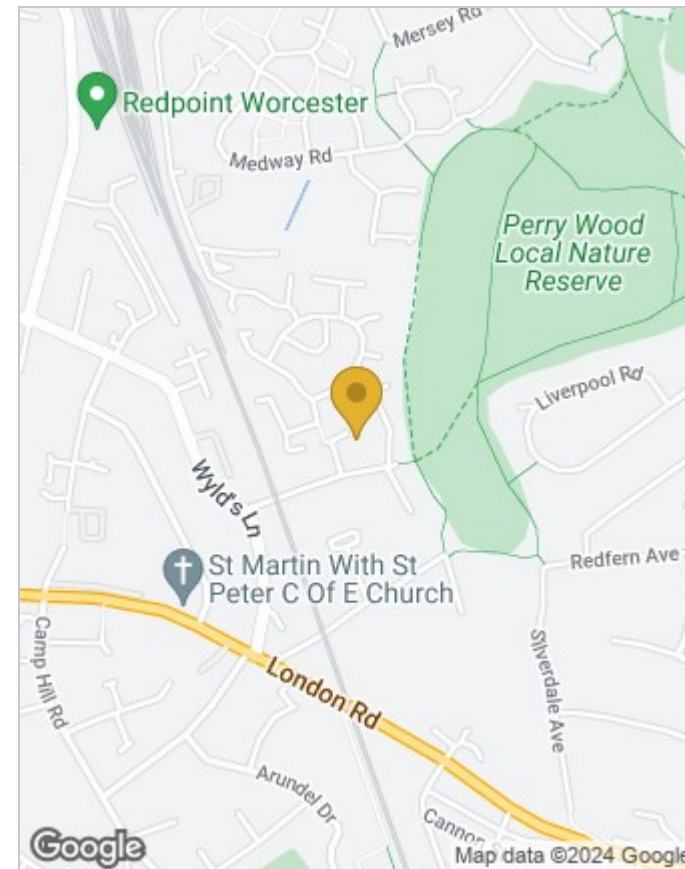 Mersey Rd
Redpoint Worcester
Medway Rd
Perry Wood
Local Nature
Reserve
Liverpool Rd
Wyld's Ln
St Martin With St
Peter C Of E Church
Redfern Ave
Camp Hill Rd
London Rd
Silverdale Ave
Arundel Dr
Cannon S
Google
Map data ©2024 Google